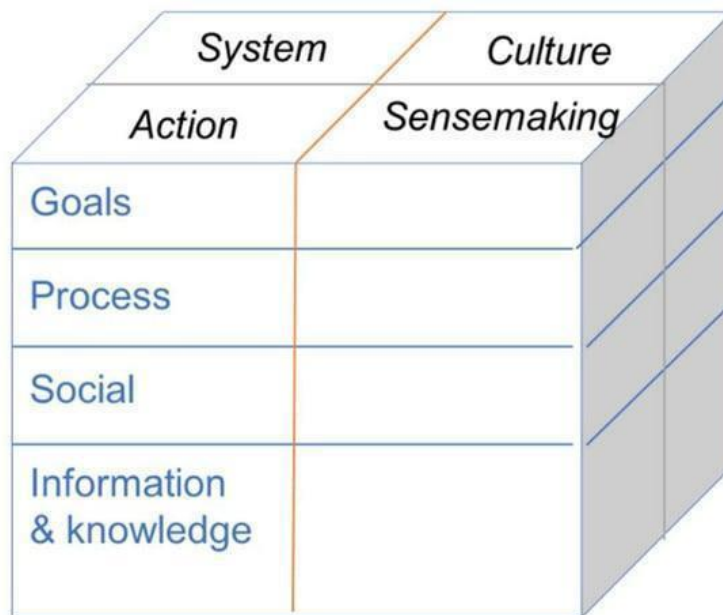 System
Culture
Action
Sensemaking
Goals
Process
Social
Information
& knowledge